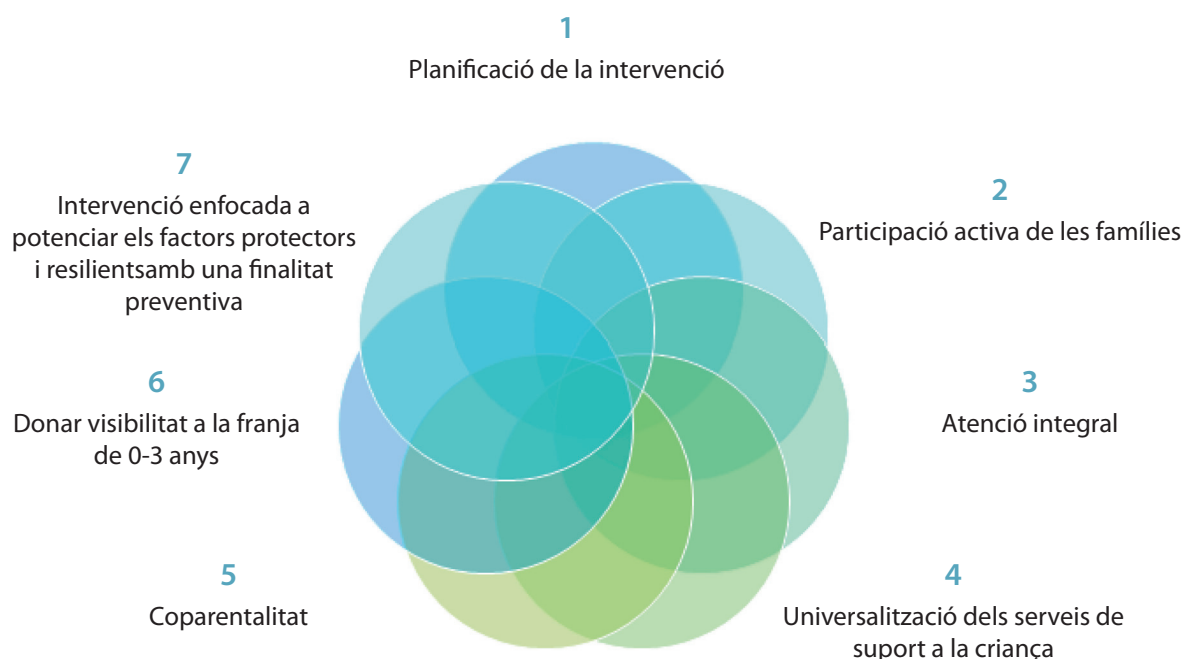 1
Planificació de la intervenció
2
Participació activa de les famílies
3
Atenció integral
4
Universalització dels serveis de
suport a la criança
5
Coparentalitat
6
Donar visibilitat a la franja
de 0-3 anys
7
Intervenció enfocada a
potenciar els factors protectors
i resilientsamb una finalitat
preventiva